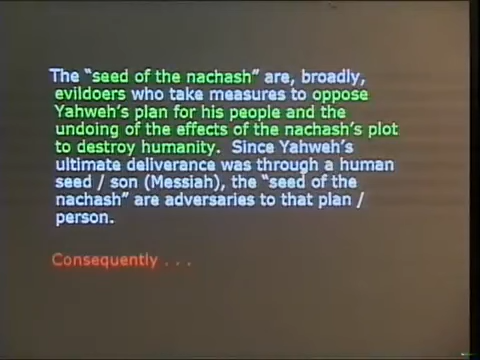 The "seed of the nachash" are, broadly,
evildoers who take measures to oppose
Yahweh's plan for his people and the
undoing of the effects of the nachash's plot
to destroy humanity.  Since Yahweh's
ultimate deliverance was through a human
seed / son (Messiah), the "seed of the
nachash" are adversaries to that plan /
person.
Consequently . . .